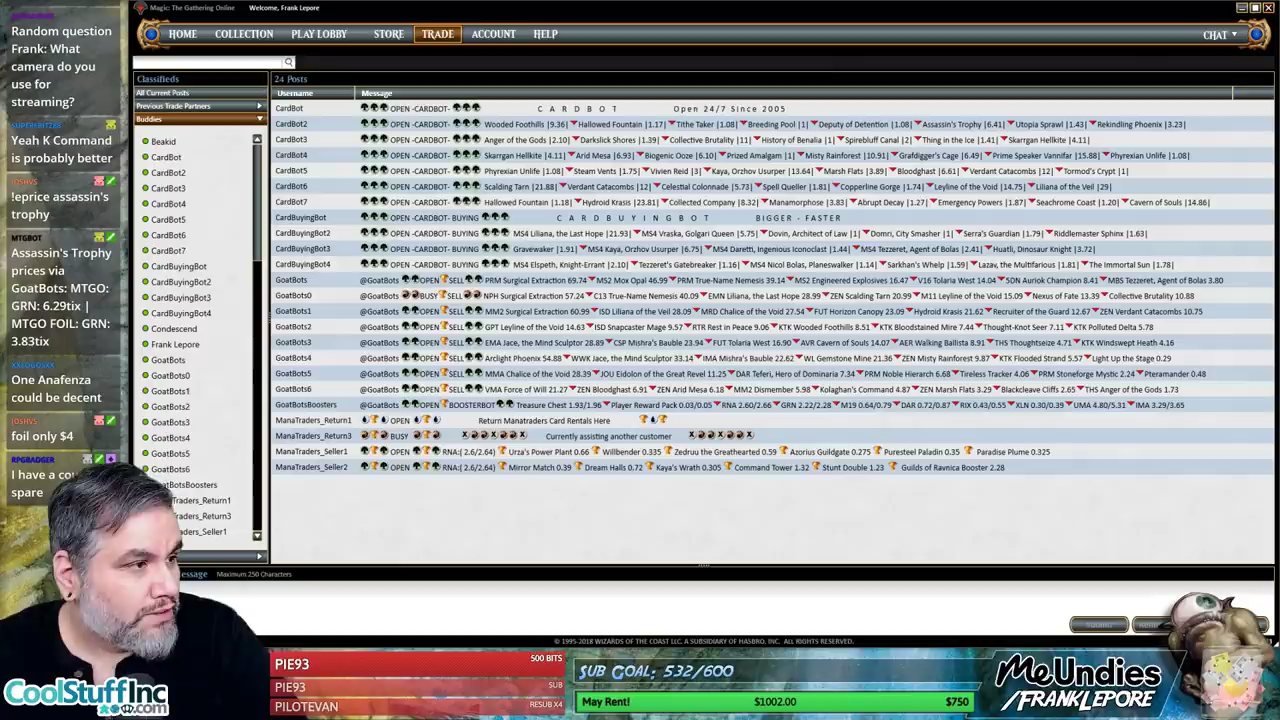 Random question
Frank: What
camera do you
use for
streaming?
Yeah K Command
is probably better
!eprice assassin's
trophy
MTGBOT
Assassin's Trophy
prices via
GoatBots: MTGO:
GRN: 6.29tix |
MTGO FOIL: GRN:
3.83tix
One Anafenza
could be decent
JDSHVS
foil only $4
RPGBADGER
I have a cou
spare
Magic: The Gathering Online Welcome, Frank Lepore
HOME COLLECTION PLAY LOBBY STORE TRADE ACCOUNT HELP CHAT
Classifieds
All Current Posts
Previous Trade Partners
Buddies
Beakid
CardBot
CardBot2
CardBot3
CardBot4
CardBot5
CardBot6
CardBot7
CardBuyingBot
CardBuyingBot2
CardBuyingBot3
CardBuyingBot4
Condescend
Frank Lepore
GoatBots
GoatBots0
GoatBots1
GoatBots2
GoatBots3
GoatBots4
GoatBots5
GoatBots6
oatBotsBoosters
Traders_Return1
Traders_Return3
Traders_Seller1
24 Posts
Username Message
CardBot OPEN -CARDBOT- C A R D B O T Open 24/7 Since 2005
CardBot2 OPEN -CARDBOT- Wooded Foothills |9.36| Hallowed Fountain |1.17| Tithe Taker |1.08| Breeding Pool |1| Deputy of Detention |1.08| Assassin's Trophy |6.41| Utopia Sprawl |1.43| Rekindling Phoenix |3.23|
CardBot3 OPEN -CARDBOT- Anger of the Gods |2.10| Darkslick Shores |1.39| Collective Brutality |11| History of Benalia |1| Spirebluff Canal |2| Thing in the Ice |1.41| Skarrgan Hellkite |4.11|
CardBot4 OPEN -CARDBOT- Skarrgan Hellkite |4.11| Arid Mesa |6.93| Biogenic Ooze |6.10| Prized Amalgam |1| Misty Rainforest |10.91| Grafdigger's Cage |6.49| Prime Speaker Vannifar |15.88| Phyrexian Unlife |1.08|
CardBot5 OPEN -CARDBOT- Phyrexian Unlife |1.08| Steam Vents |1.75| Vivien Reid |3| Kaya, Orzhov Usurper |13.64| Marsh Flats |3.89| Bloodghast |6.61| Verdant Catacombs |12| Tormod's Crypt |1|
CardBot6 OPEN -CARDBOT- Scalding Tarn |21.88| Verdant Catacombs |12| Celestial Colonnade |5.73| Spell Queller |1.81| Copperline Gorge |1.74| Leyline of the Void |14.75| Liliana of the Veil |29|
CardBot7 OPEN -CARDBOT- Hallowed Fountain |1.18| Hydroid Krasis |23.81| Collected Company |8.32| Manamorphose |3.83| Abrupt Decay |1.27| Emergency Powers |1.87| Seachrome Coast |1.20| Cavern of Souls |14.86|
CardBuyingBot OPEN -CARDBOT- BUYING C A R D B U Y I N G B O T BIGGER - FASTER
CardBuyingBot2 OPEN -CARDBOT- BUYING MS4 Liliana, the Last Hope |21.93| MS4 Vraska, Golgari Queen |5.75| Dovin, Architect of Law |1| Domri, City Smasher |1| Serra's Guardian |1.79| Riddlemaster Sphinx |1.63|
CardBuyingBot3 OPEN -CARDBOT- BUYING Gravewaker |1.91| MS4 Kaya, Orzhov Usurper |6.75| MS4 Daretti, Ingenious Iconoclast |1.44| MS4 Tezzeret, Agent of Bolas |2.41| Huatli, Dinosaur Knight |3.72|
CardBuyingBot4 OPEN -CARDBOT- BUYING MS4 Elspeth, Knight-Errant |2.10| Tezzeret's Gatebreaker |1.16| MS4 Nicol Bolas, Planeswalker |1.14| Sarkhan's Whelp |1.59| Lazav, the Multifarious |1.81| The Immortal Sun |1.78|
GoatBots @GoatBots OPEN SELL PRM Surgical Extraction 69.74 MS2 Mox Opal 46.99 PRM True-Name Nemesis 39.14 MS2 Engineered Explosives 16.47 V16 Tolaria West 14.04 5DN Auriok Champion 8.41 MBS Tezzeret, Agent of Bolas 3.80
GoatBots0 @GoatBots BUSY SELL NPH Surgical Extraction 57.24 C13 True-Name Nemesis 40.09 EMN Liliana, the Last Hope 28.99 ZEN Scalding Tarn 20.99 M11 Leyline of the Void 15.09 Nexus of Fate 13.39 Collective Brutality 10.88
GoatBots1 @GoatBots OPEN SELL MM2 Surgical Extraction 60.99 ISD Liliana of the Veil 28.09 MRD Chalice of the Void 27.54 FUT Horizon Canopy 23.09 Hydroid Krasis 21.62 Recruiter of the Guard 12.67 ZEN Verdant Catacombs 10.75
GoatBots2 @GoatBots OPEN SELL GPT Leyline of the Void 14.63 ISD Snapcaster Mage 9.57 RTR Rest in Peace 9.06 KTK Wooded Foothills 8.51 KTK Bloodstained Mire 7.44 Thought-Knot Seer 7.11 KTK Polluted Delta 5.78
GoatBots3 @GoatBots OPEN SELL EMA Jace, the Mind Sculptor 28.89 CSP Mishra's Bauble 23.94 FUT Tolaria West 16.90 AVR Cavern of Souls 14.07 AER Walking Ballista 8.91 THS Thoughtseize 4.71 KTK Windswept Heath 4.16
GoatBots4 @GoatBots OPEN SELL Arclight Phoenix 54.88 WWK Jace, the Mind Sculptor 33.14 IMA Mishra's Bauble 22.62 WL Gemstone Mine 21.36 ZEN Misty Rainforest 9.87 KTK Flooded Strand 5.57 Light Up the Stage 0.29
GoatBots5 @GoatBots OPEN SELL MMA Chalice of the Void 28.39 JOU Eidolon of the Great Revel 11.25 DAR Teferi, Hero of Dominaria 7.34 PRM Noble Hierarch 6.68 Tireless Tracker 4.06 PRM Stoneforge Mystic 2.24 Pteramander 0.48
GoatBots6 @GoatBots OPEN SELL VMA Force of Will 21.27 ZEN Bloodghast 6.91 ZEN Arid Mesa 6.18 MM2 Dismember 5.98 Kolaghan's Command 4.87 ZEN Marsh Flats 3.29 Blackcleave Cliffs 2.65 THS Anger of the Gods 1.73
GoatBotsBoosters @GoatBots OPEN BOOSTERBOT Treasure Chest 1.93/1.96 Player Reward Pack 0.03/0.05 RNA 2.60/2.66 GRN 2.22/2.28 M19 0.64/0.79 DAR 0.72/0.87 RIX 0.43/0.55 XLN 0.30/0.39 UMA 4.80/5.31 IMA 3.29/3.65
ManaTraders_Return1 OPEN Return Manatraders Card Rentals Here
ManaTraders_Return3 BUSY Currently assisting another customer
ManaTraders_Seller1 OPEN RNA:( 2.6/2.64) Urza's Power Plant 0.66 Willbender 0.335 Zedruu the Greathearted 0.59 Azorius Guildgate 0.275 Puresteel Paladin 0.35 Paradise Plume 0.325
ManaTraders_Seller2 OPEN RNA:( 2.6/2.64) Mirror Match 0.39 Dream Halls 0.72 Kaya's Wrath 0.305 Command Tower 1.32 Stunt Double 1.23 Guilds of Ravnica Booster 2.28
essage Maximum 250 Characters
© 1995-2018 WIZARDS OF THE COAST LLC, A SUBSIDIARY OF HASBRO, INC. ALL RIGHTS RESERVED.
PIE93 500 BITS
PIE93 SUB
PILOTEVAN RESUB X4
SUB GOAL: 532/600
May Rent! $1002.00 $750
MeUndies
/FRANKLEPORE
CoolStuffInc
.com